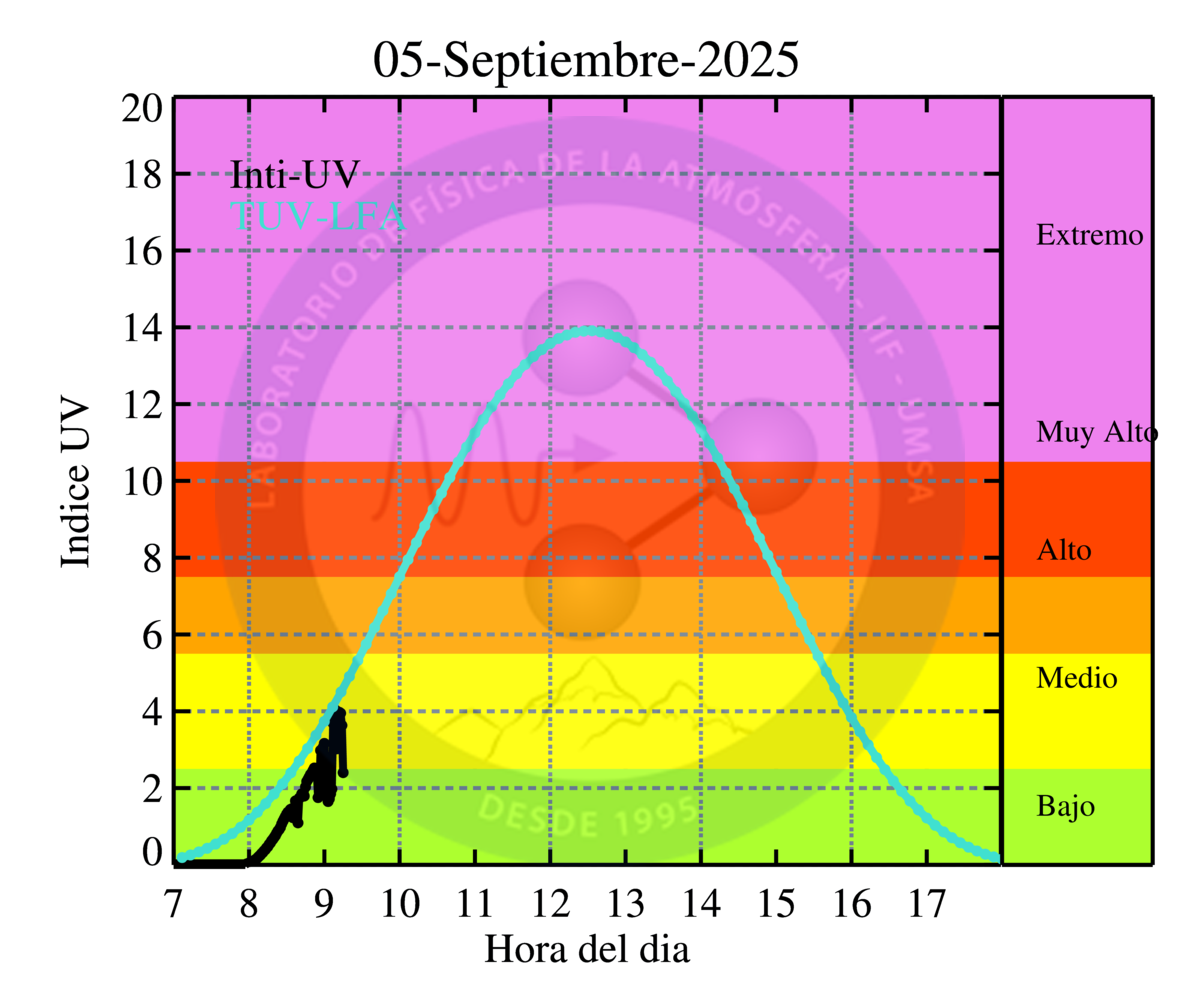 05-Septiembre-2025
20
18
16
14
12
10
8
6
4
2
0
Indice UV
Inti-UV
TUV-LFA
LABORATORIO DE FÍSICA DE LA ATMÓSFERA - IIF - UMSA
DESDE 1995
Extremo
Muy Alto
Alto
Medio
Bajo
7 8 9 10 11 12 13 14 15 16 17
Hora del dia